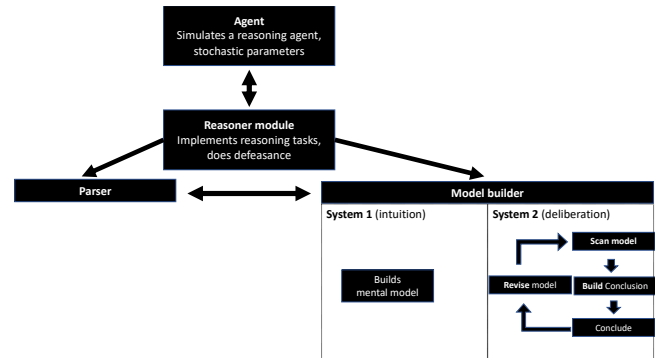 Agent
Simulates a reasoning agent,
stochastic parameters
Reasoner module
Implements reasoning tasks,
does defeasance
Parser
Model builder
System 1 (intuition)
System 2 (deliberation)
Scan model
Builds
mental model
Revise model
Build Conclusion
Conclude